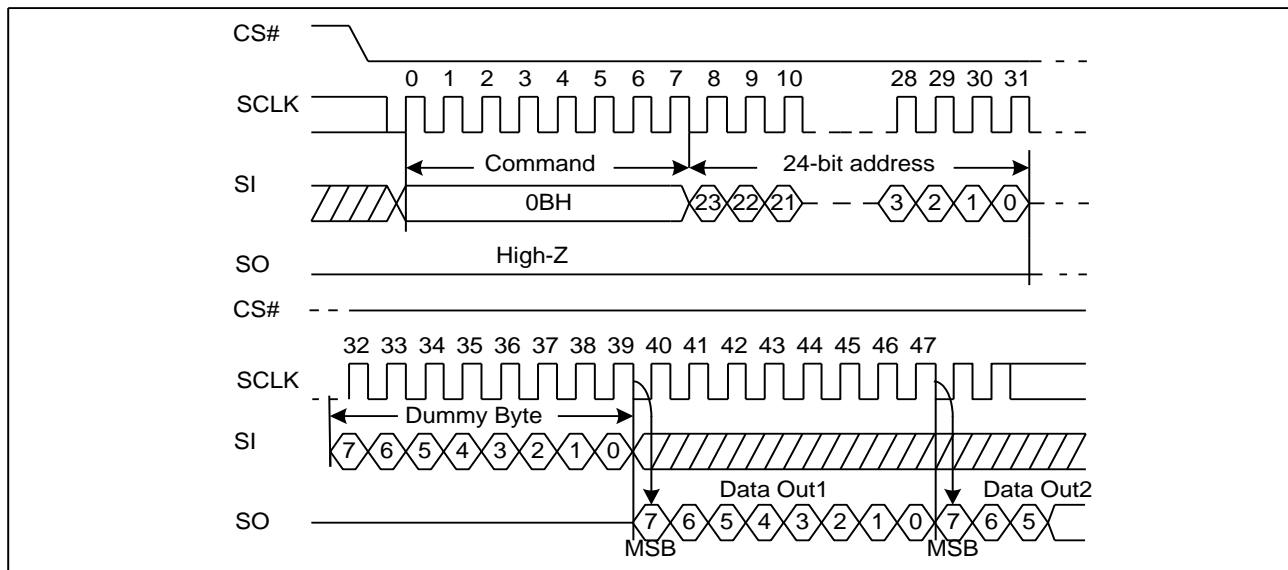 CS#
0 1 2 3 4 5 6 7 8 9 10 28 29 30 31
SCLK
Command 24-bit address
SI
0BH 23 22 21 3 2 1 0
High-Z
SO
CS#
32 33 34 35 36 37 38 39 40 41 42 43 44 45 46 47
SCLK
Dummy Byte
SI
7 6 5 4 3 2 1 0
Data Out1 Data Out2
SO
7 6 5 4 3 2 1 0 7 6 5
MSB MSB